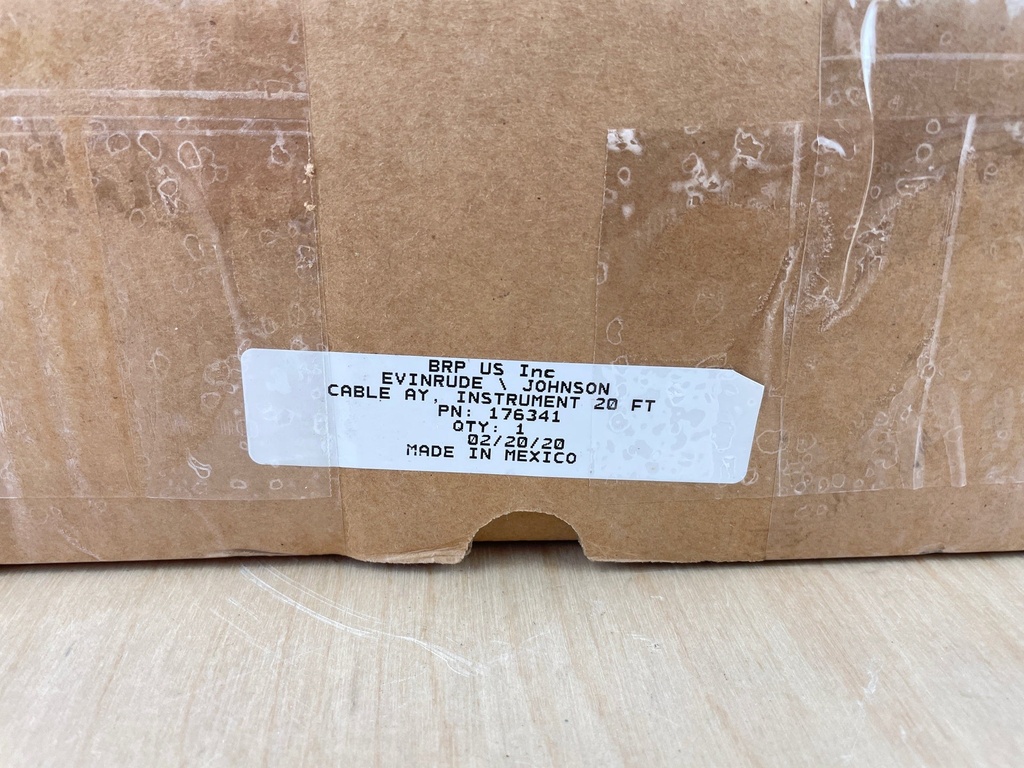 BRP US Inc
EVINRUDE \ JOHNSON
CABLE AY, INSTRUMENT 20 FT
PN: 176341
QTY: 1
02/20/20
MADE IN MEXICO